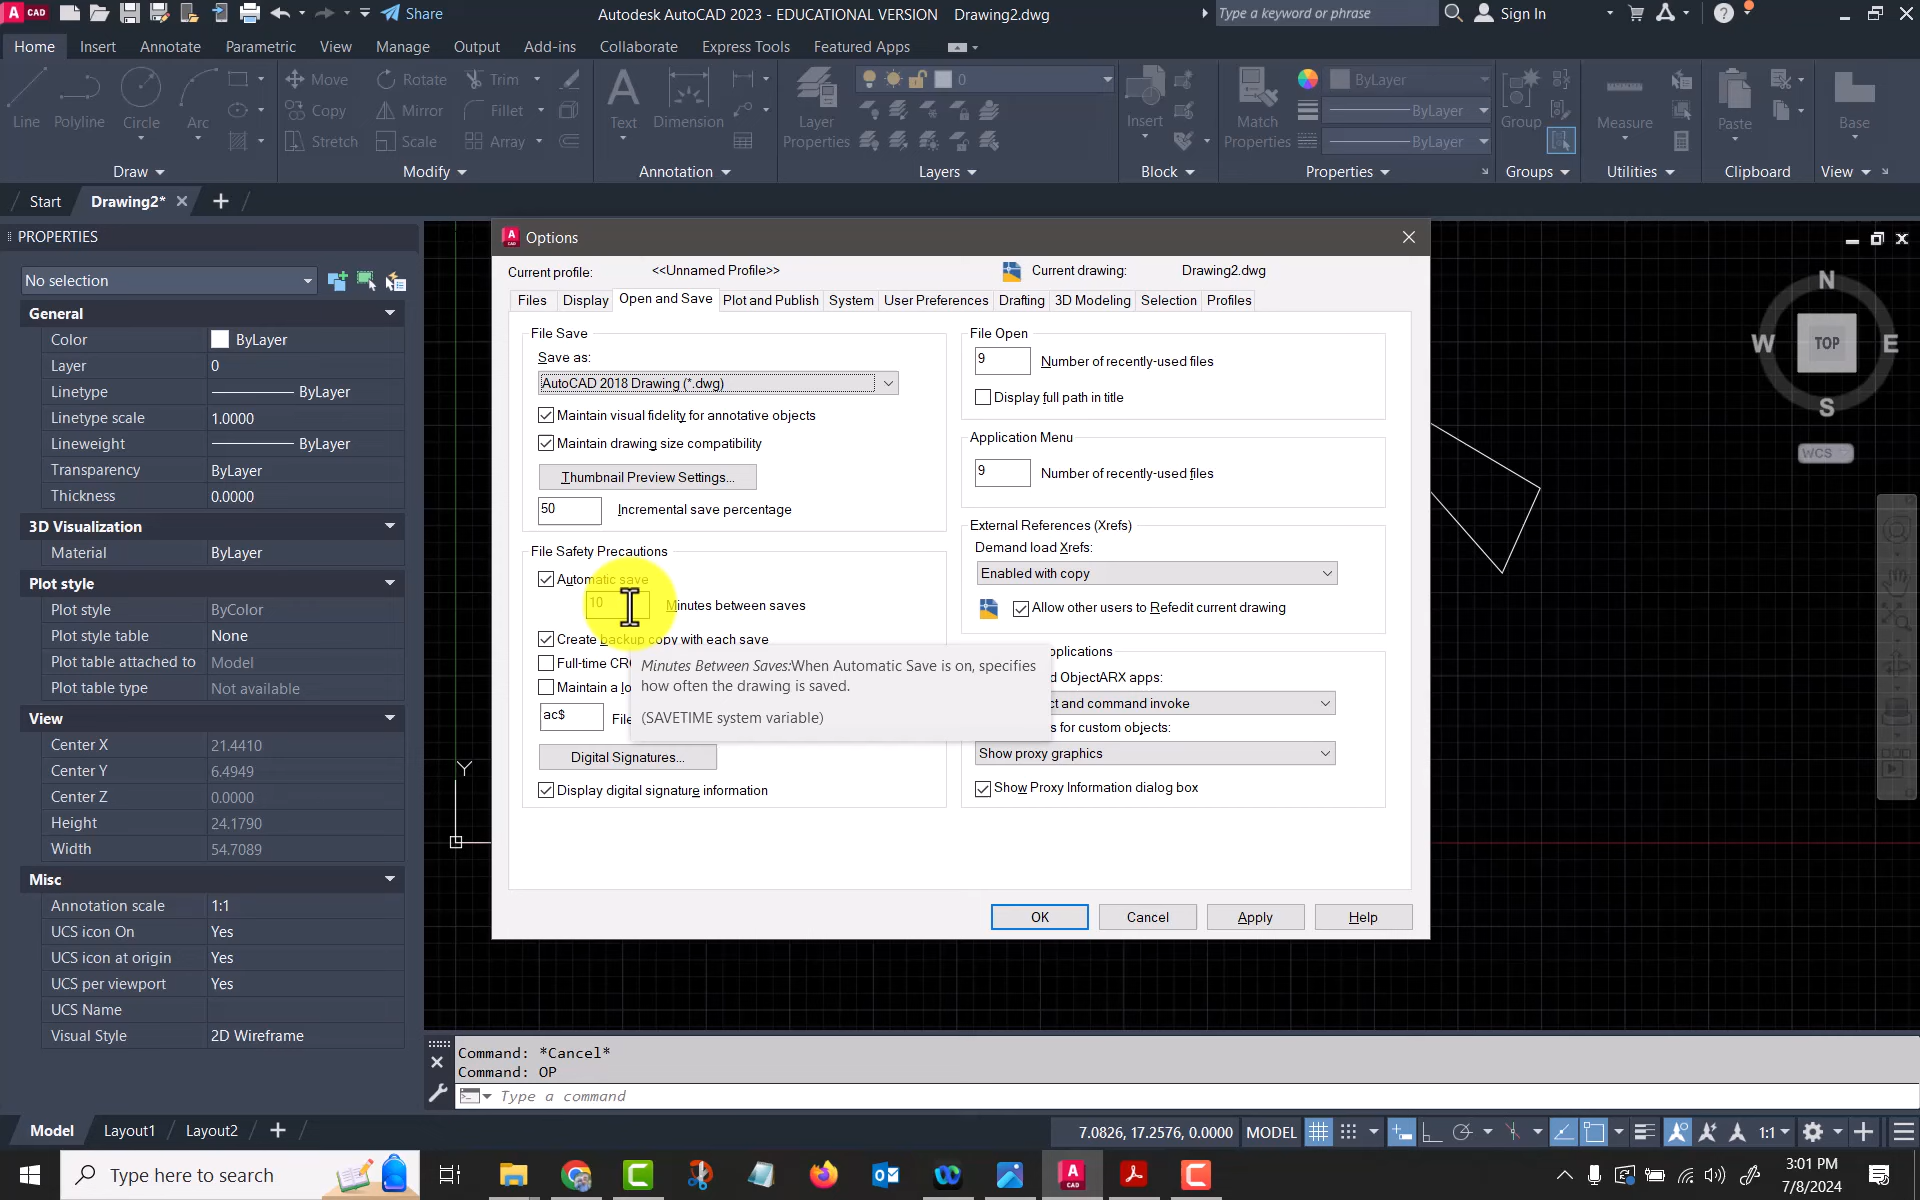 CAD
Share
Autodesk AutoCAD 2023 - EDUCATIONAL VERSION Drawing2.dwg
Type a keyword or phrase
Sign In
Home Insert Annotate Parametric View Manage Output Add-ins Collaborate Express Tools Featured Apps
Move Rotate Trim
0
ByLayer
Copy Mirror Fillet
ByLayer
Line Polyline Circle Arc
Text Dimension
Layer Properties
Insert
Match Properties
Group
Measure
Paste
Base
Stretch Scale Array
ByLayer
Draw Modify Annotation Layers Block Properties Groups Utilities Clipboard View
Start Drawing2*
PROPERTIES
No selection
General
Color ByLayer
Layer 0
Linetype ByLayer
Linetype scale 1.0000
Lineweight ByLayer
Transparency ByLayer
Thickness 0.0000
3D Visualization
Material ByLayer
Plot style
Plot style ByColor
Plot style table None
Plot table attached to Model
Plot table type Not available
View
Center X 21.4410
Center Y 6.4949
Center Z 0.0000
Height 24.1790
Width 54.7089
Misc
Annotation scale 1:1
UCS icon On Yes
UCS icon at origin Yes
UCS per viewport Yes
UCS Name
Visual Style 2D Wireframe
Options
Current profile: <<Unnamed Profile>> Current drawing: Drawing2.dwg
Files Display Open and Save Plot and Publish System User Preferences Drafting 3D Modeling Selection Profiles
File Save
Save as:
AutoCAD 2018 Drawing (*.dwg)
Maintain visual fidelity for annotative objects
Maintain drawing size compatibility
Thumbnail Preview Settings...
50 Incremental save percentage
File Safety Precautions
Automatic save
10 Minutes between saves
Create backup copy with each save
Full-time CR
Maintain a lo
ac$ File
Digital Signatures...
Display digital signature information
Minutes Between Saves:When Automatic Save is on, specifies
how often the drawing is saved.
(SAVETIME system variable)
File Open
9 Number of recently-used files
Display full path in title
Application Menu
9 Number of recently-used files
External References (Xrefs)
Demand load Xrefs:
Enabled with copy
Allow other users to Refedit current drawing
pplications
d ObjectARX apps:
ct and command invoke
s for custom objects:
Show proxy graphics
Show Proxy Information dialog box
OK Cancel Apply Help
N
W TOP E
S
WCS
Y
Command: *Cancel*
Command: OP
Type a command
Model Layout1 Layout2
7.0826, 17.2576, 0.0000 MODEL
1:1
Type here to search
3:01 PM
7/8/2024